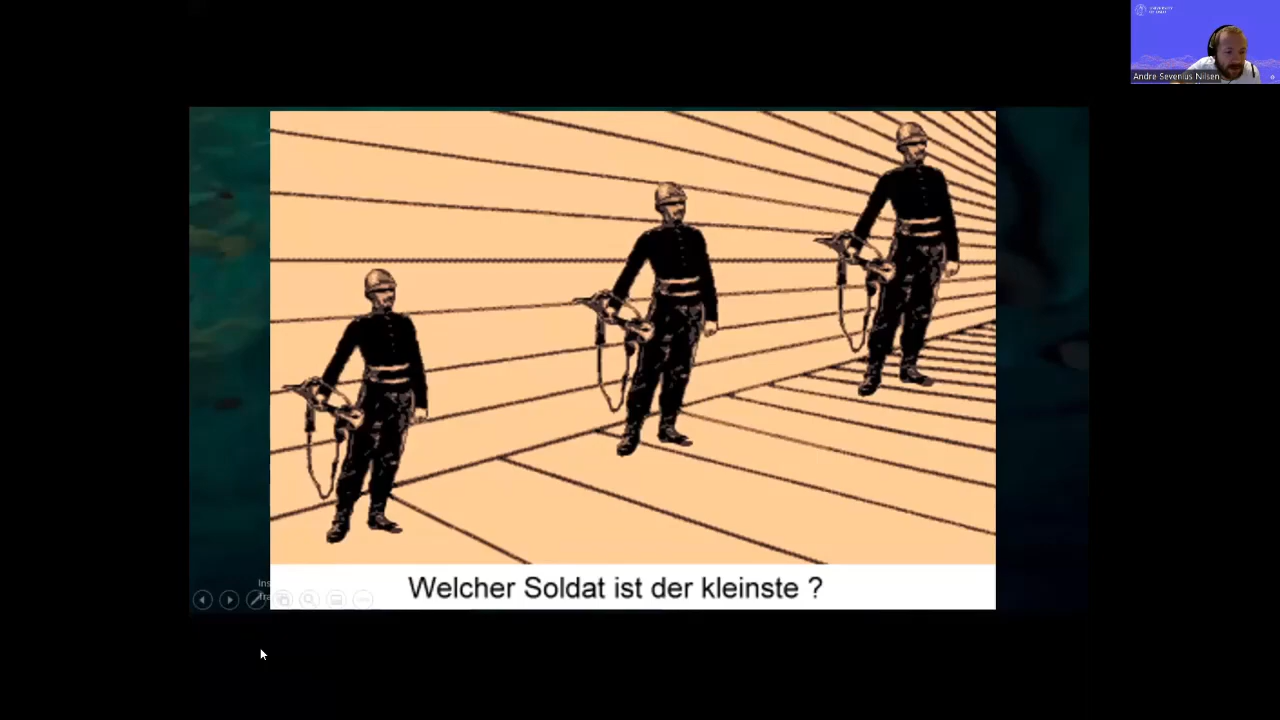 Andre Sevenius Nilsen
Welcher Soldat ist der kleinste ?